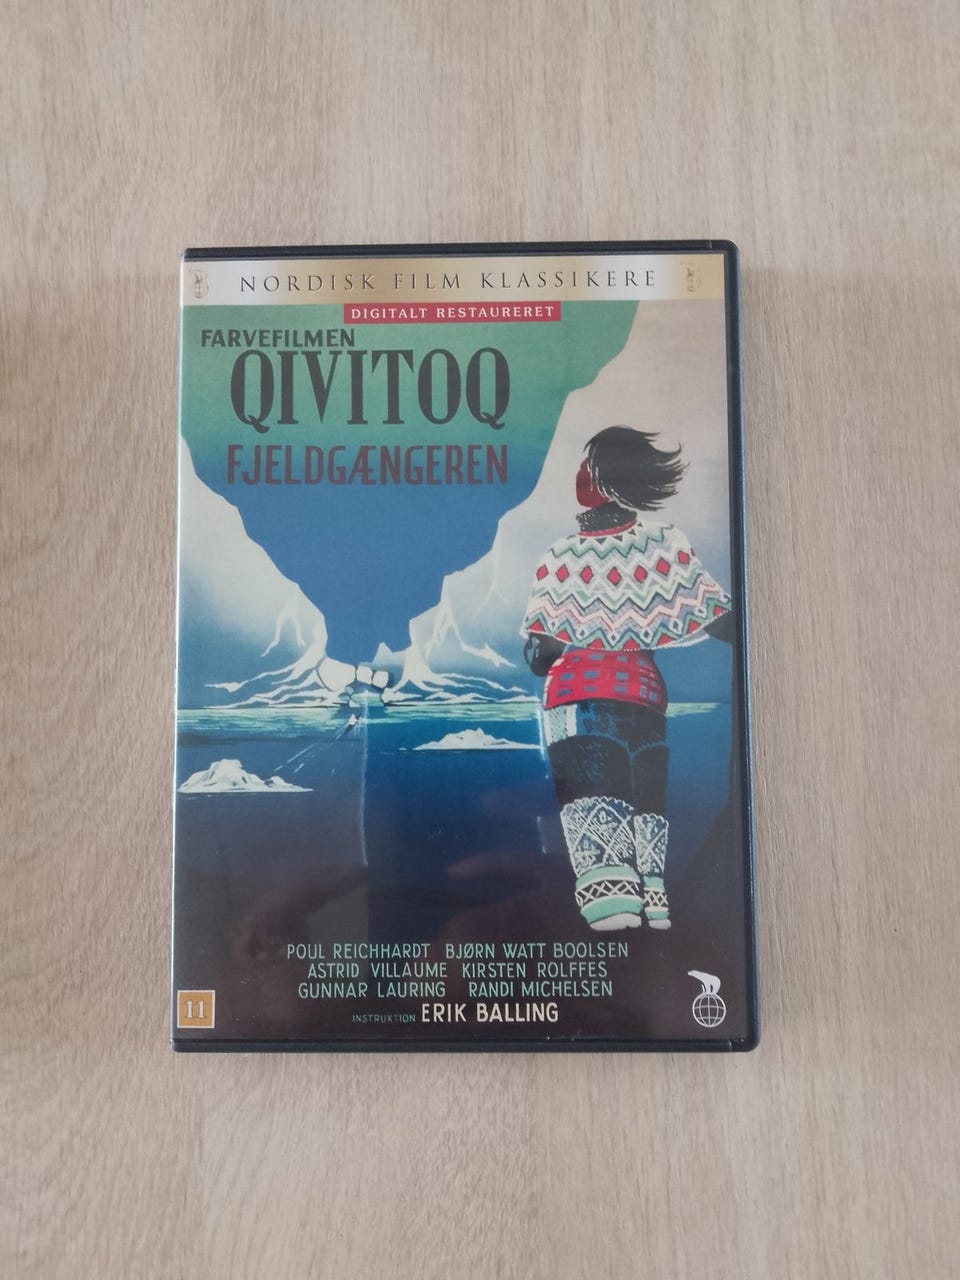 NORDISK FILM KLASSIKERE
DIGITALT RESTAURERET
FARVEFILMEN
QIVITOQ
FJELDGÆNGEREN
POUL REICHHARDT BJØRN WATT BOOLSEN
ASTRID VILLAUME KIRSTEN ROLFFES
GUNNAR LAURING RANDI MICHELSEN
INSTRUKTION ERIK BALLING
11